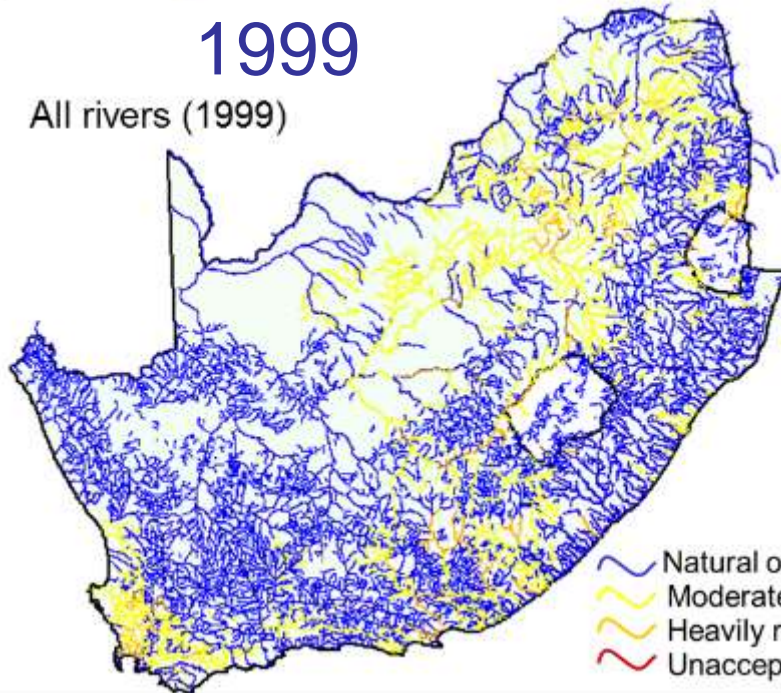 1999
All rivers (1999)
Natural o
Moderate
Heavily r
Unaccep